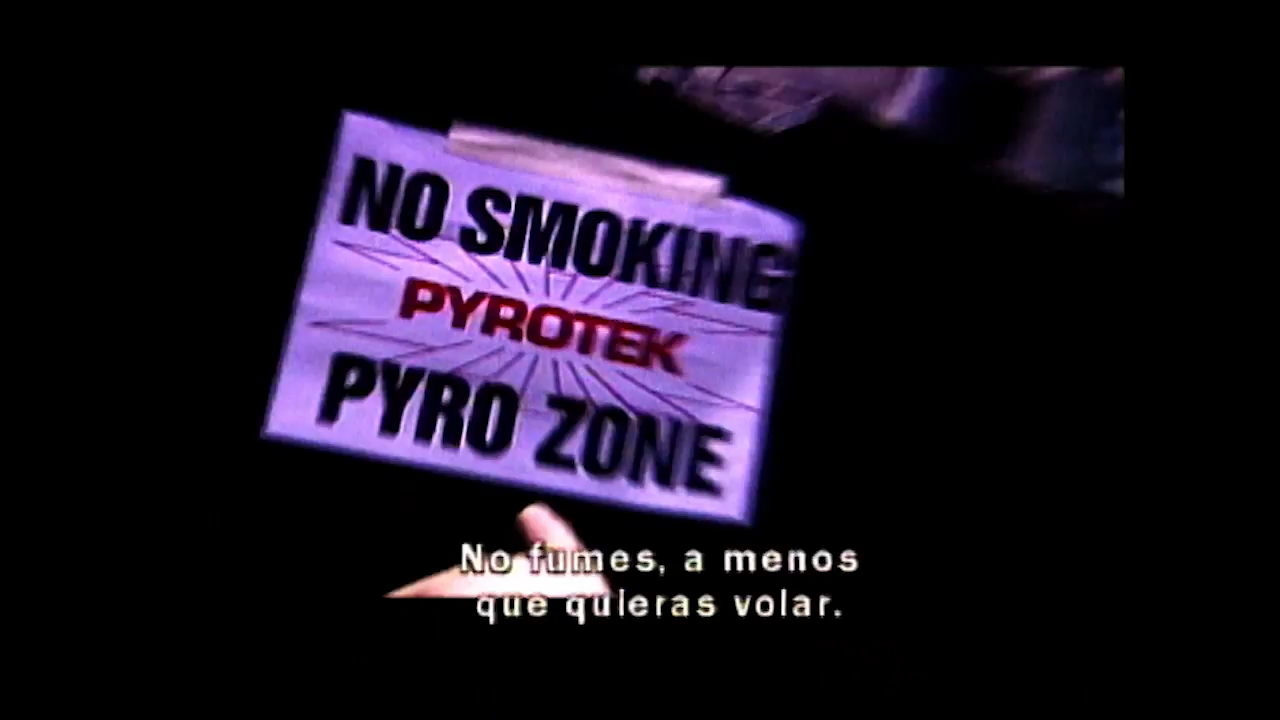 NO SMOKING
PYROTEK
PYRO ZONE
No fumes, a menos
que quieras volar.